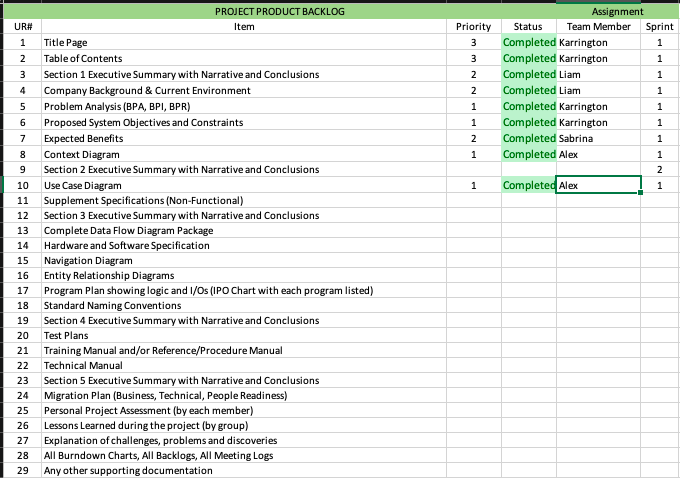 PROJECT PRODUCT BACKLOG Assignment
UR# Item Priority Status Team Member Sprint
1 Title Page 3 Completed Karrington 1
2 Table of Contents 3 Completed Karrington 1
3 Section 1 Executive Summary with Narrative and Conclusions 2 Completed Liam 1
4 Company Background & Current Environment 2 Completed Liam 1
5 Problem Analysis (BPA, BPI, BPR) 1 Completed Karrington 1
6 Proposed System Objectives and Constraints 1 Completed Karrington 1
7 Expected Benefits 2 Completed Sabrina 1
8 Context Diagram 1 Completed Alex 1
9 Section 2 Executive Summary with Narrative and Conclusions 2
10 Use Case Diagram 1 Completed Alex 1
11 Supplement Specifications (Non-Functional)
12 Section 3 Executive Summary with Narrative and Conclusions
13 Complete Data Flow Diagram Package
14 Hardware and Software Specification
15 Navigation Diagram
16 Entity Relationship Diagrams
17 Program Plan showing logic and I/Os (IPO Chart with each program listed)
18 Standard Naming Conventions
19 Section 4 Executive Summary with Narrative and Conclusions
20 Test Plans
21 Training Manual and/or Reference/Procedure Manual
22 Technical Manual
23 Section 5 Executive Summary with Narrative and Conclusions
24 Migration Plan (Business, Technical, People Readiness)
25 Personal Project Assessment (by each member)
26 Lessons Learned during the project (by group)
27 Explanation of challenges, problems and discoveries
28 All Burndown Charts, All Backlogs, All Meeting Logs
29 Any other supporting documentation